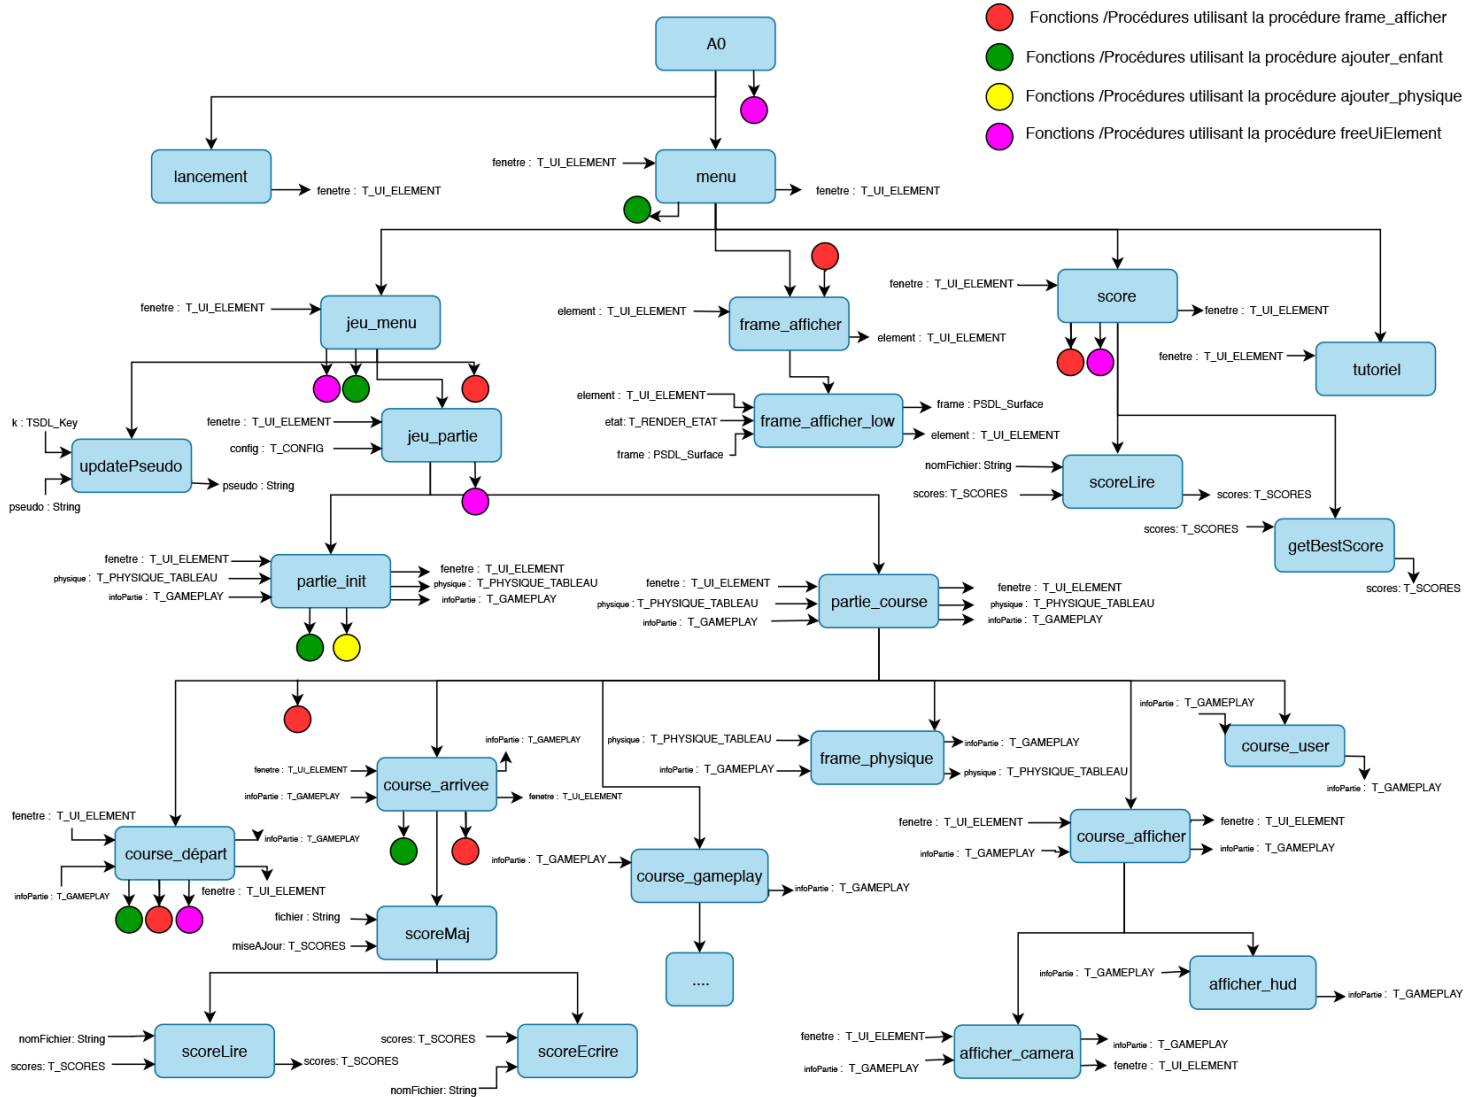 Fonctions /Procédures utilisant la procédure frame_afficher
A0
Fonctions /Procédures utilisant la procédure ajouter_enfant
Fonctions /Procédures utilisant la procédure ajouter_physique
Fonctions /Procédures utilisant la procédure freeUiElement
lancement
fenetre : T_UI_ELEMENT
fenetre : T_UI_ELEMENT
menu
fenetre : T_UI_ELEMENT
fenetre : T_UI_ELEMENT
jeu_menu
element : T_UI_ELEMENT
frame_afficher
element : T_UI_ELEMENT
fenetre : T_UI_ELEMENT
score
fenetre : T_UI_ELEMENT
fenetre : T_UI_ELEMENT
tutoriel
k : TSDL_Key
updatePseudo
pseudo : String
pseudo : String
fenetre : T_UI_ELEMENT
config : T_CONFIG
jeu_partie
element : T_UI_ELEMENT
etat: T_RENDER_ETAT
frame : PSDL_Surface
frame_afficher_low
frame : PSDL_Surface
element : T_UI_ELEMENT
nomFichier: String
scores: T_SCORES
scoreLire
scores: T_SCORES
scores: T_SCORES
getBestScore
scores: T_SCORES
fenetre : T_UI_ELEMENT
physique : T_PHYSIQUE_TABLEAU
infoPartie : T_GAMEPLAY
partie_init
fenetre : T_UI_ELEMENT
physique : T_PHYSIQUE_TABLEAU
infoPartie : T_GAMEPLAY
fenetre : T_UI_ELEMENT
physique : T_PHYSIQUE_TABLEAU
infoPartie : T_GAMEPLAY
partie_course
fenetre : T_UI_ELEMENT
physique : T_PHYSIQUE_TABLEAU
infoPartie : T_GAMEPLAY
fenetre : T_UI_ELEMENT
infoPartie : T_GAMEPLAY
course_départ
infoPartie : T_GAMEPLAY
fenetre : T_UI_ELEMENT
fenetre : T_UI_ELEMENT
infoPartie : T_GAMEPLAY
course_arrivee
infoPartie : T_GAMEPLAY
fenetre : T_UI_ELEMENT
infoPartie : T_GAMEPLAY
course_gameplay
infoPartie : T_GAMEPLAY
....
physique : T_PHYSIQUE_TABLEAU
infoPartie : T_GAMEPLAY
frame_physique
infoPartie : T_GAMEPLAY
physique : T_PHYSIQUE_TABLEAU
infoPartie : T_GAMEPLAY
course_user
infoPartie : T_GAMEPLAY
fenetre : T_UI_ELEMENT
infoPartie : T_GAMEPLAY
course_afficher
fenetre : T_UI_ELEMENT
infoPartie : T_GAMEPLAY
fichier : String
miseAJour: T_SCORES
scoreMaj
infoPartie : T_GAMEPLAY
afficher_hud
infoPartie : T_GAMEPLAY
nomFichier: String
scores: T_SCORES
scoreLire
scores: T_SCORES
scores: T_SCORES
nomFichier: String
scoreEcrire
fenetre : T_UI_ELEMENT
infoPartie : T_GAMEPLAY
afficher_camera
infoPartie : T_GAMEPLAY
fenetre : T_UI_ELEMENT